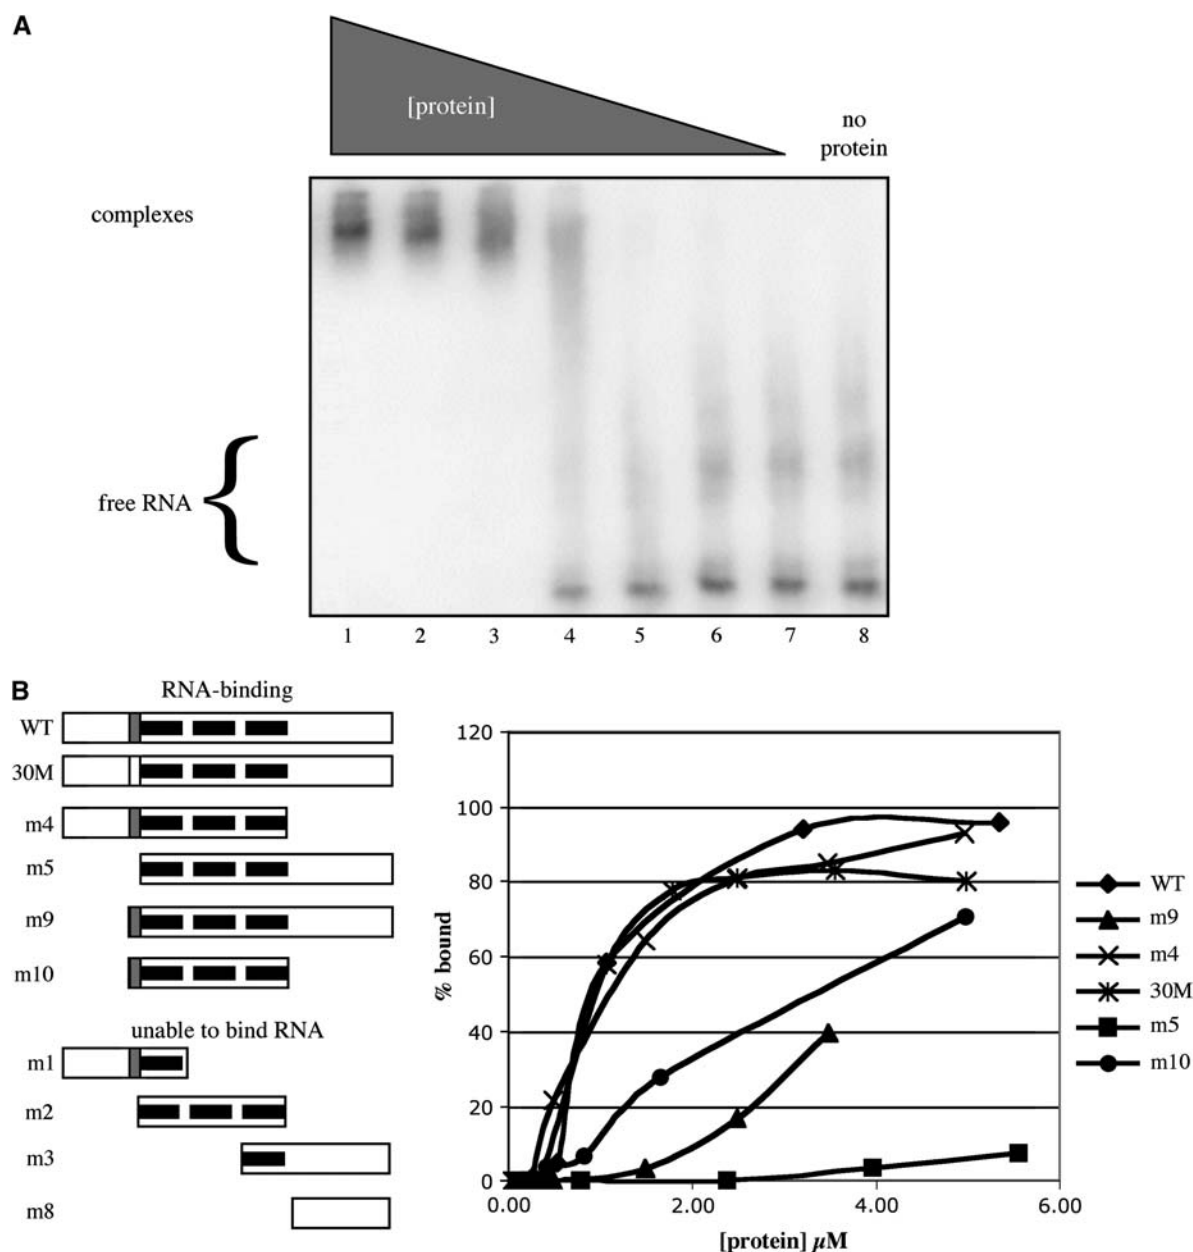 A
[protein]
no
protein
complexes
free RNA
1 2 3 4 5 6 7 8
B
RNA-binding
WT
30M
m4
m5
m9
m10
unable to bind RNA
m1
m2
m3
m8
120
100
80
60
40
20
0
% bound
0.00 2.00 4.00 6.00
[protein] µM
WT
m9
m4
30M
m5
m10